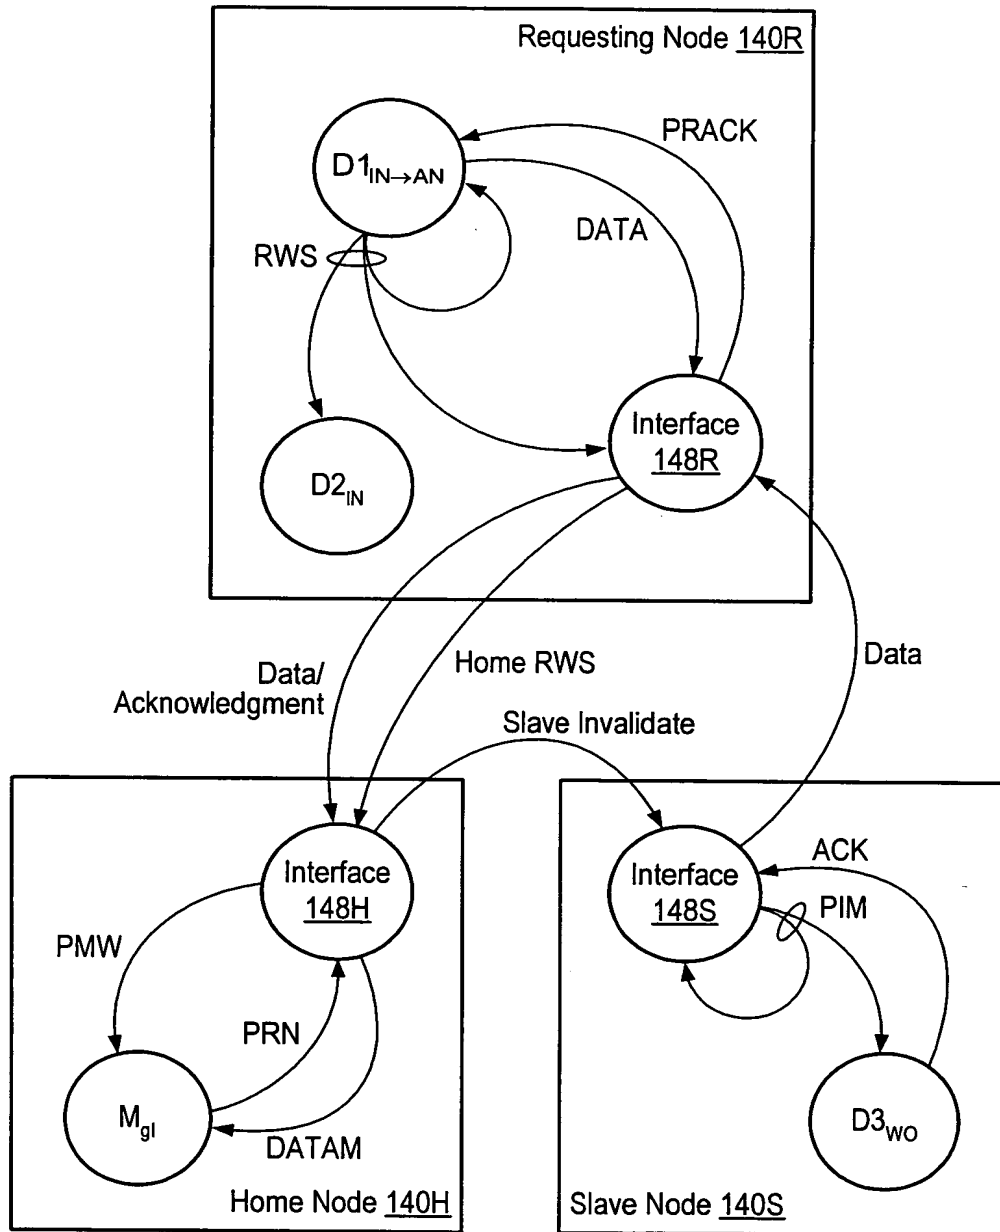 Requesting Node 140R
D1IN→AN
PRACK
DATA
RWS
Interface
148R
D2IN
Data/
Acknowledgment
Home RWS
Data
Slave Invalidate
Interface
148H
PMW
PRN
Mgl
DATAM
Home Node 140H
Interface
148S
ACK
PIM
D3WO
Slave Node 140S